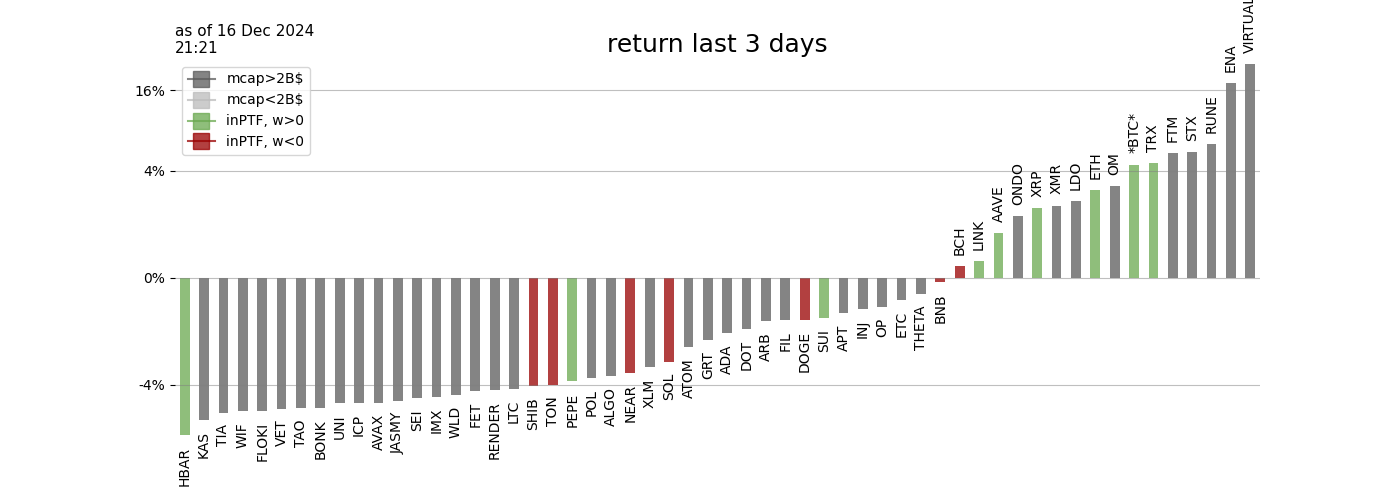 as of 16 Dec 2024
21:21
return last 3 days
mcap>2B$
mcap<2B$
inPTF, w>0
inPTF, w<0
16%
4%
0%
-4%
HBAR
KAS
TIA
WIF
FLOKI
VET
TAO
BONK
UNI
ICP
AVAX
JASMY
SEI
IMX
WLD
FET
RENDER
LTC
SHIB
TON
PEPE
POL
ALGO
NEAR
XLM
SOL
ATOM
GRT
ADA
DOT
ARB
FIL
DOGE
SUI
APT
INJ
OP
ETC
THETA
BNB
BCH
LINK
AAVE
ONDO
XRP
XMR
LDO
ETH
OM
*BTC*
TRX
FTM
STX
RUNE
ENA
VIRTUAL